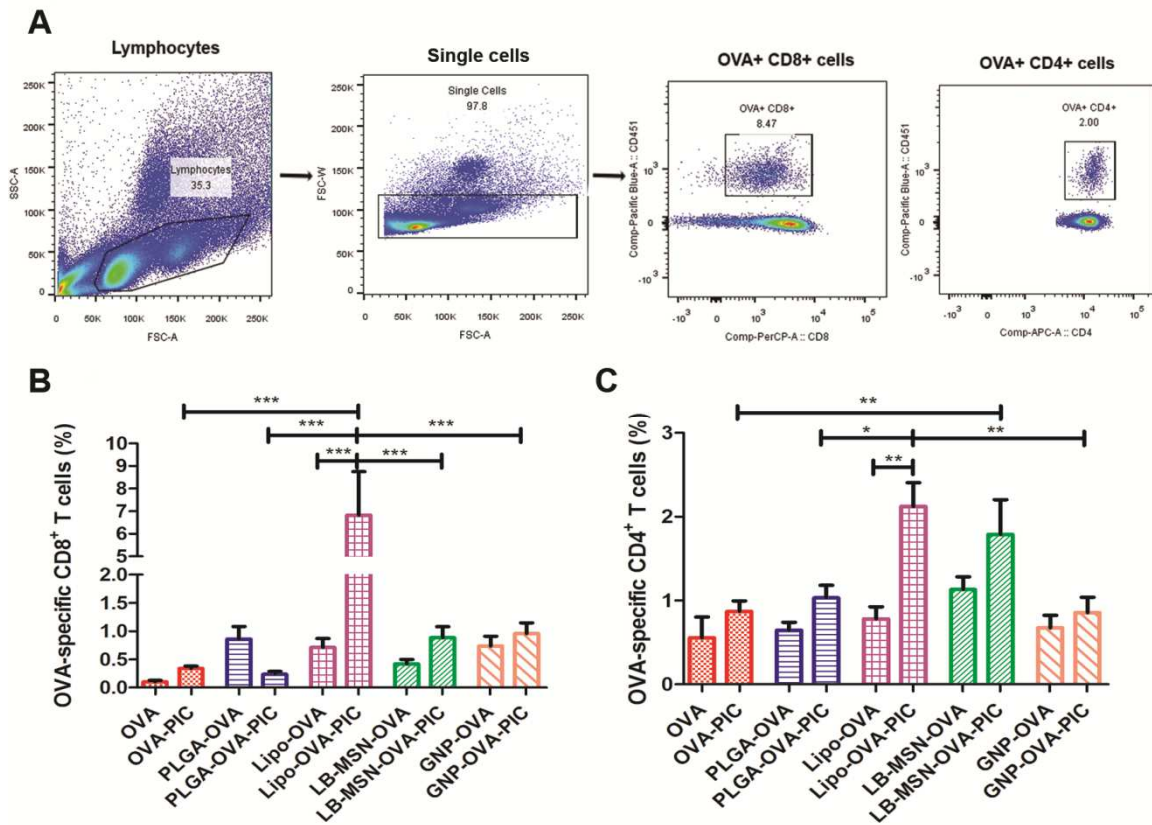 A
Lymphocytes
Single cells
OVA+ CD8+ cells
OVA+ CD4+ cells
250K
200K
150K
100K
50K
0
SSC-A
Lymphocytes
35.3
0 50K 100K 150K 200K 250K
FSC-A
250K
200K
150K
100K
50K
0
FSC-W
Single Cells
97.8
0 50K 100K 150K 200K 250K
FSC-A
Comp-Pacific Blue-A :: CD451
10³
0
-10³
OVA+ CD8+
8.47
-10³ 0 10³ 10⁴ 10⁵
Comp-PerCP-A :: CD8
Comp-Pacific Blue-A :: CD451
10³
0
-10³
OVA+ CD4+
2.00
-10³ 0 10³ 10⁴ 10⁵
Comp-APC-A :: CD4
B
OVA-specific CD8⁺ T cells (%)
10
9
8
7
6
5
2.0
1.5
1.0
0.5
0.0
***
*** ***
*** ***
OVA
OVA-PIC
PLGA-OVA
PLGA-OVA-PIC
Lipo-OVA
Lipo-OVA-PIC
LB-MSN-OVA
LB-MSN-OVA-PIC
GNP-OVA
GNP-OVA-PIC
C
OVA-specific CD4⁺ T cells (%)
3
2
1
0
**
* **
**
OVA
OVA-PIC
PLGA-OVA
PLGA-OVA-PIC
Lipo-OVA
Lipo-OVA-PIC
LB-MSN-OVA
LB-MSN-OVA-PIC
GNP-OVA
GNP-OVA-PIC